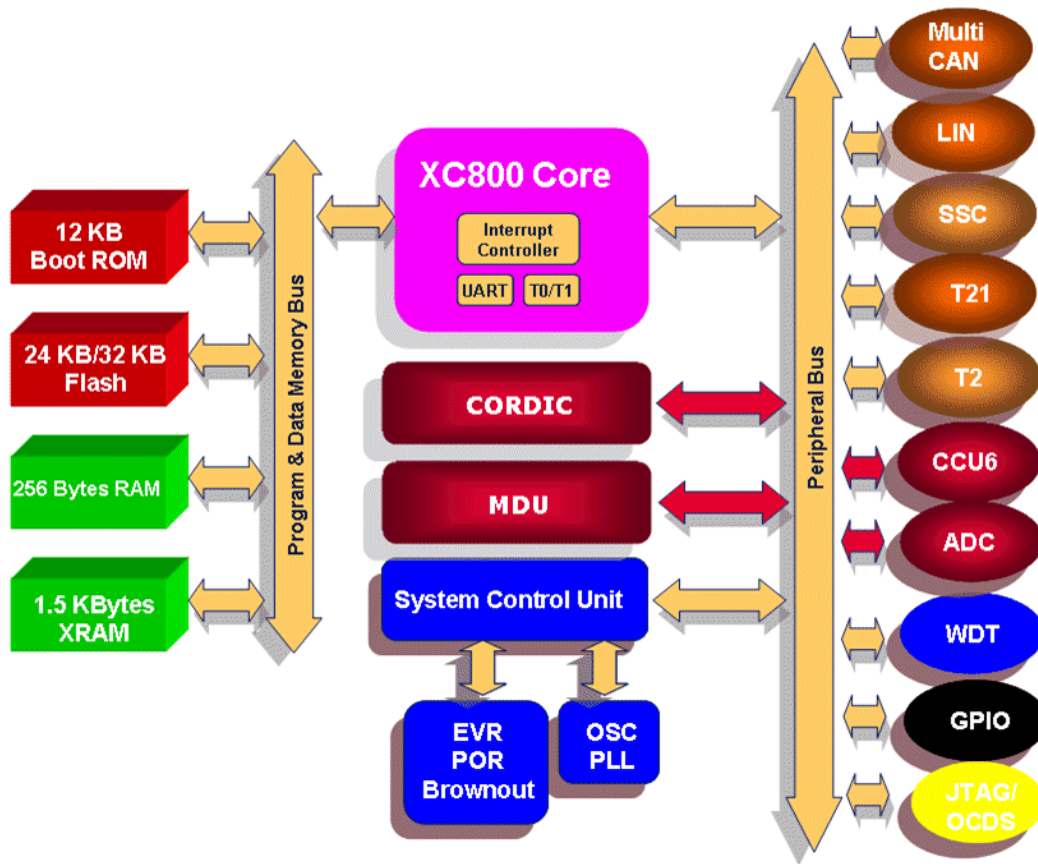 Multi
CAN
LIN
SSC
T21
T2
CCU6
ADC
WDT
GPIO
JTAG/
OCDS
XC800 Core
Interrupt
Controller
UART
T0/T1
12 KB
Boot ROM
24 KB/32 KB
Flash
256 Bytes RAM
1.5 KBytes
XRAM
Program & Data Memory Bus
CORDIC
MDU
System Control Unit
EVR
POR
Brownout
OSC
PLL
Peripheral Bus